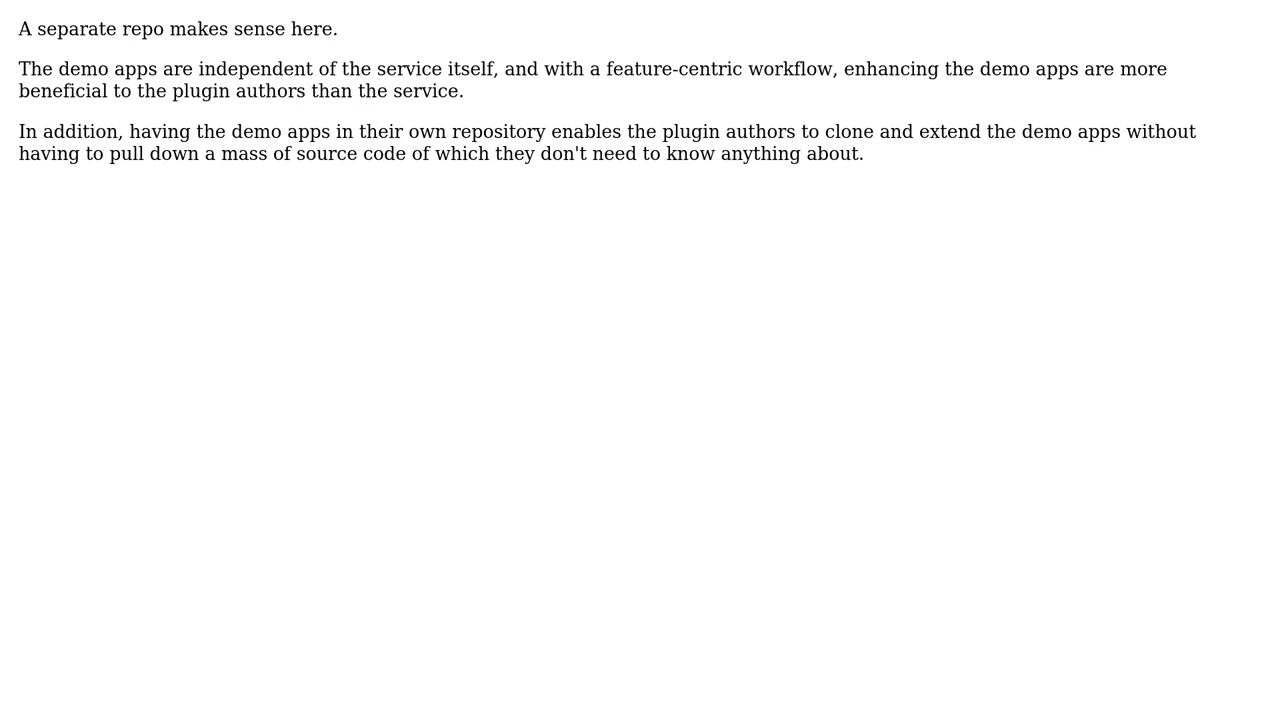 A separate repo makes sense here.
The demo apps are independent of the service itself, and with a feature-centric workflow, enhancing the demo apps are more
beneficial to the plugin authors than the service.
In addition, having the demo apps in their own repository enables the plugin authors to clone and extend the demo apps without
having to pull down a mass of source code of which they don't need to know anything about.